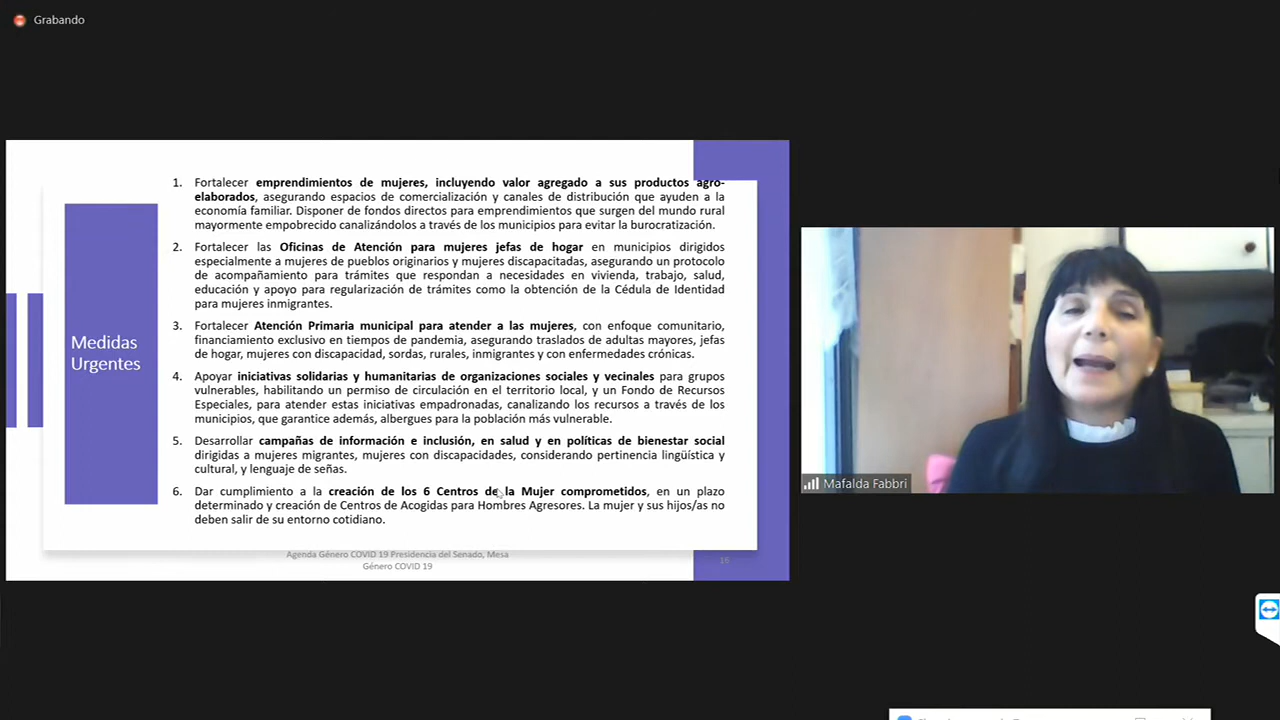 Grabando
1. Fortalecer emprendimientos de mujeres, incluyendo valor agregado a sus productos agro-
elaborados, asegurando espacios de comercialización y canales de distribución que ayuden a la
economía familiar. Disponer de fondos directos para emprendimientos que surgen del mundo rural
mayormente empobrecido canalizándolos a través de los municipios para evitar la burocratización.
2. Fortalecer las Oficinas de Atención para mujeres jefas de hogar en municipios dirigidos
especialmente a mujeres de pueblos originarios y mujeres discapacitadas, asegurando un protocolo
de acompañamiento para trámites que respondan a necesidades en vivienda, trabajo, salud,
educación y apoyo para regularización de trámites como la obtención de la Cédula de Identidad
para mujeres inmigrantes.
3. Fortalecer Atención Primaria municipal para atender a las mujeres, con enfoque comunitario,
financiamiento exclusivo en tiempos de pandemia, asegurando traslados de adultas mayores, jefas
de hogar, mujeres con discapacidad, sordas, rurales, inmigrantes y con enfermedades crónicas.
Medidas
Urgentes
4. Apoyar iniciativas solidarias y humanitarias de organizaciones sociales y vecinales para grupos
vulnerables, habilitando un permiso de circulación en el territorio local, y un Fondo de Recursos
Especiales, para atender estas iniciativas empadronadas, canalizando los recursos a través de los
municipios, que garantice además, albergues para la población más vulnerable.
5. Desarrollar campañas de información e inclusión, en salud y en políticas de bienestar social
dirigidas a mujeres migrantes, mujeres con discapacidades, considerando pertinencia lingüística y
cultural, y lenguaje de señas.
6. Dar cumplimiento a la creación de los 6 Centros de la Mujer comprometidos, en un plazo
determinado y creación de Centros de Acogidas para Hombres Agresores. La mujer y sus hijos/as no
deben salir de su entorno cotidiano.
Agenda Género COVID 19 Presidencia del Senado, Mesa
Género COVID 19
16
Mafalda Fabbri